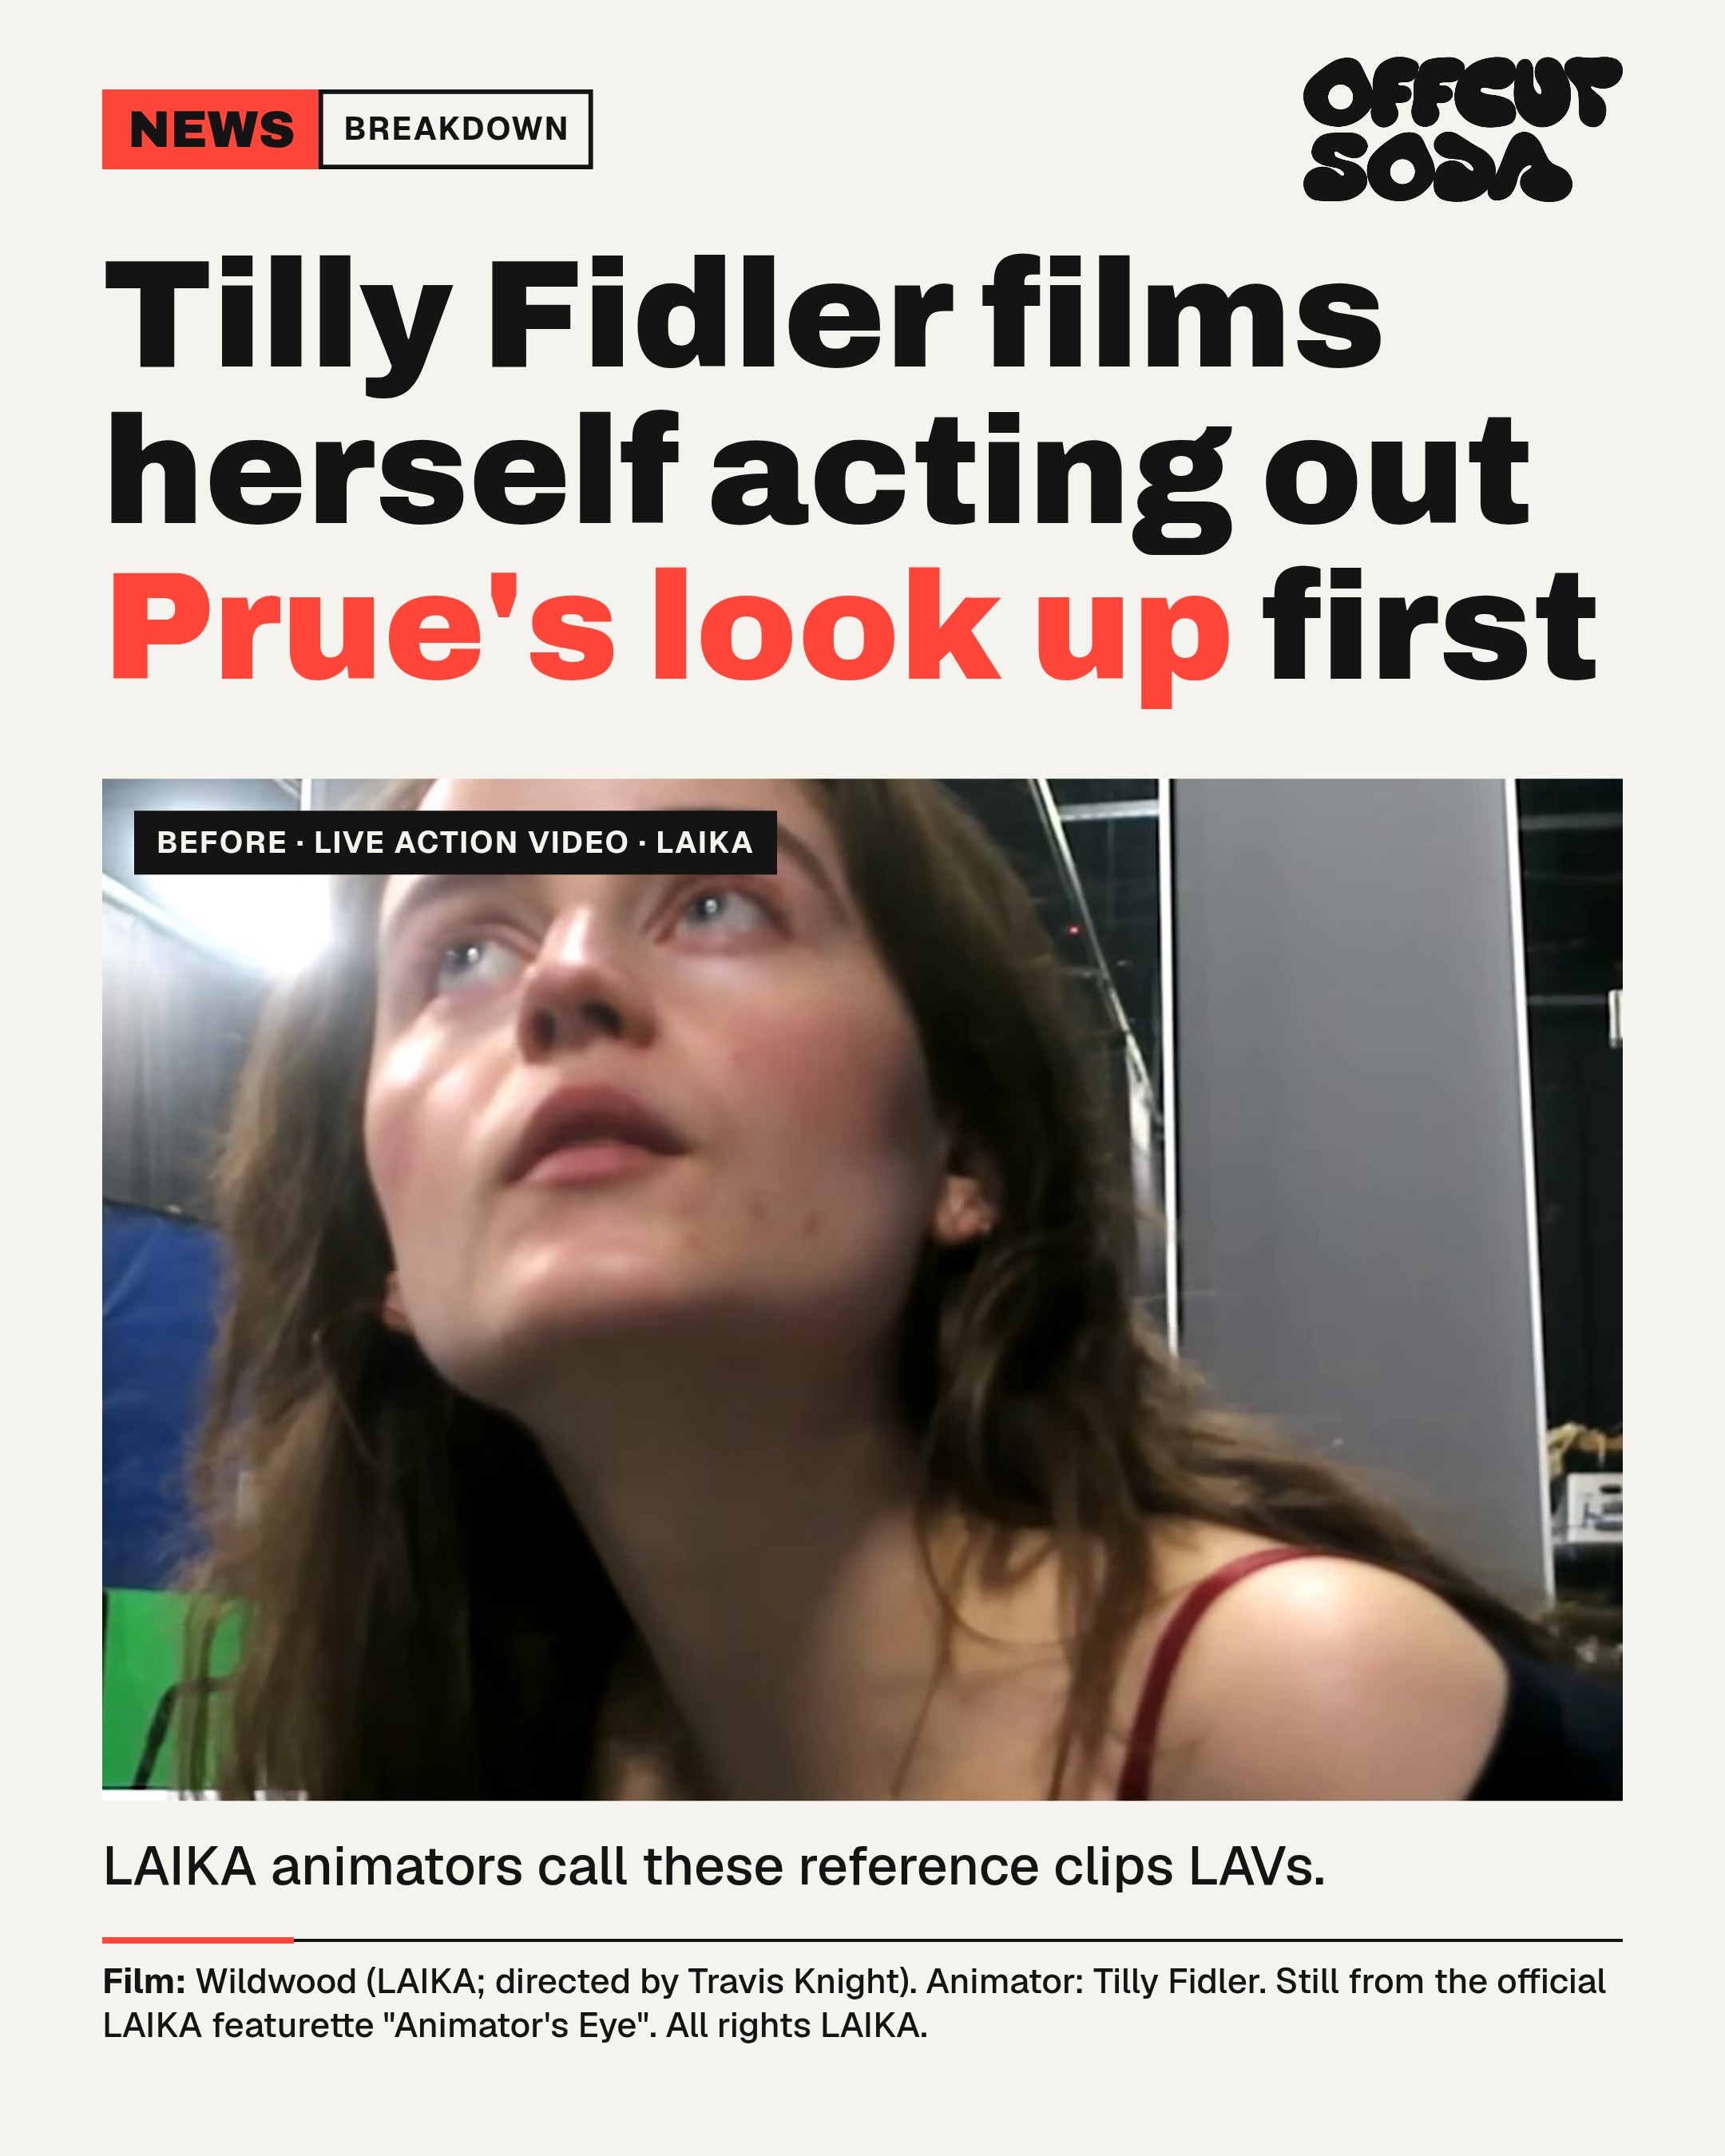 NEWS BREAKDOWN
OFFCUT
SODA
Tilly Fidler films
herself acting out
Prue's look up first
BEFORE · LIVE ACTION VIDEO · LAIKA
LAIKA animators call these reference clips LAVs.
Film: Wildwood (LAIKA; directed by Travis Knight). Animator: Tilly Fidler. Still from the official
LAIKA featurette "Animator's Eye". All rights LAIKA.